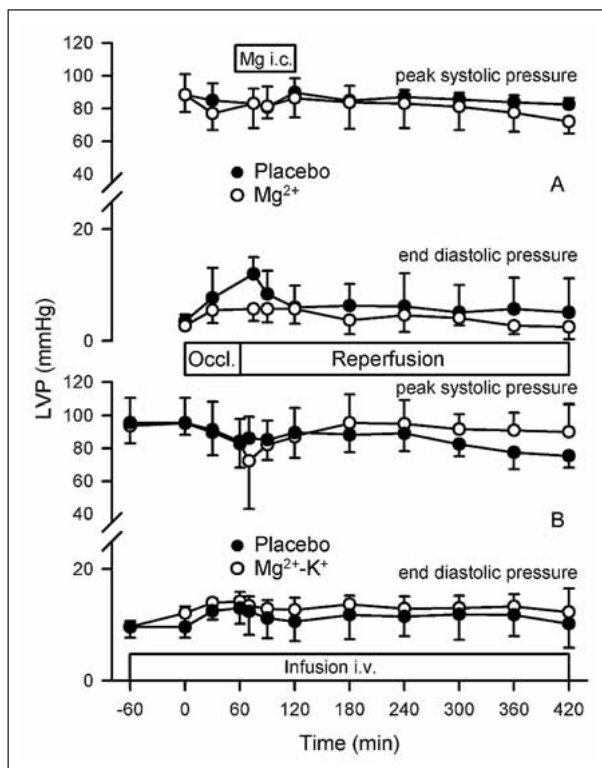 120
100
80
60
40
20
0
Mg i.c.
peak systolic pressure
Placebo
Mg²⁺
A
end diastolic pressure
Occl.
Reperfusion
LVP (mmHg)
120
100
80
60
40
20
0
peak systolic pressure
B
Placebo
Mg²⁺-K⁺
end diastolic pressure
Infusion i.v.
-60 0 60 120 180 240 300 360 420
Time (min)